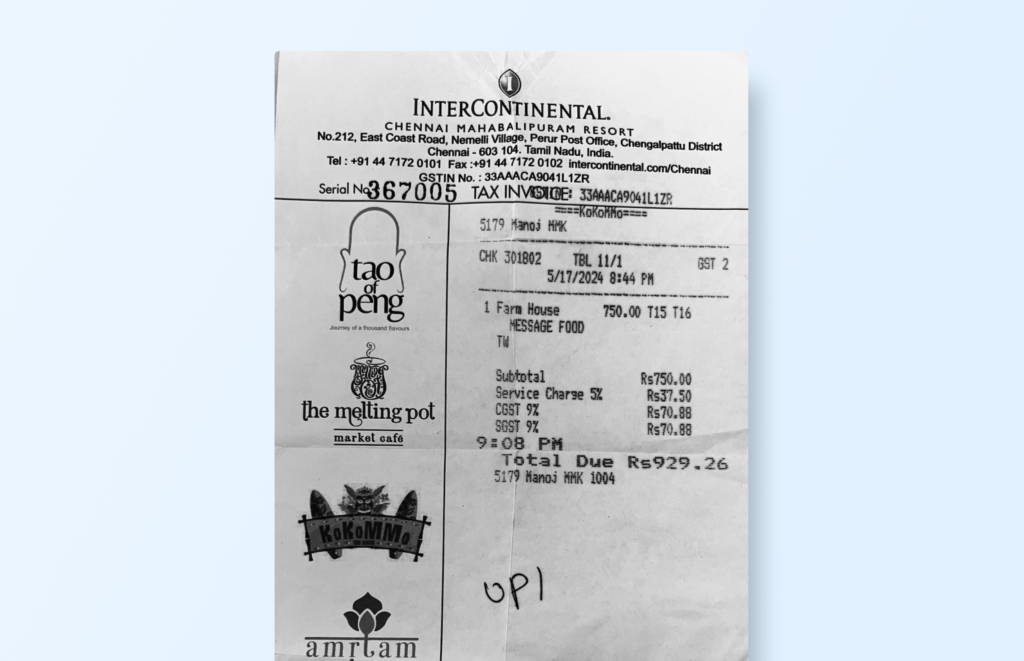 INTERCONTINENTAL.
CHENNAI MAHABALIPURAM RESORT
No.212, East Coast Road, Nemelli Village, Perur Post Office, Chengalpattu District
Chennai - 603 104. Tamil Nadu, India.
Tel : +91 44 7172 0101 Fax :+91 44 7172 0102 intercontinental.com/Chennai
GSTIN No. : 33AAACA9041L1ZR
Serial No. 367005 TAX INVOICE: 33AAACA9041L1ZR
====KoKoMMo====
5179 Manoj MMK
CHK 301802 TBL 11/1 GST 2
5/17/2024 8:44 PM
1 Farm House 750.00 T15 T16
MESSAGE FOOD
TW
Subtotal Rs750.00
Service Charge 5% Rs37.50
CGST 9% Rs70.88
SGST 9% Rs70.88
9:08 PM
Total Due Rs929.26
5179 Manoj MMK 1004
UPI
tao
of
peng
Journey of a thousand flavours
the melting pot
market café
KoKoMMo
amrtam